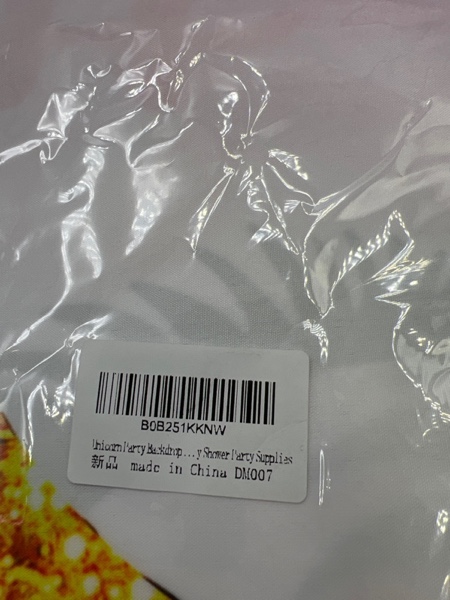 B0B251KKNW
Unicorn Party Backdrop ...y Shower Party Supplies
新品 made in China DM007